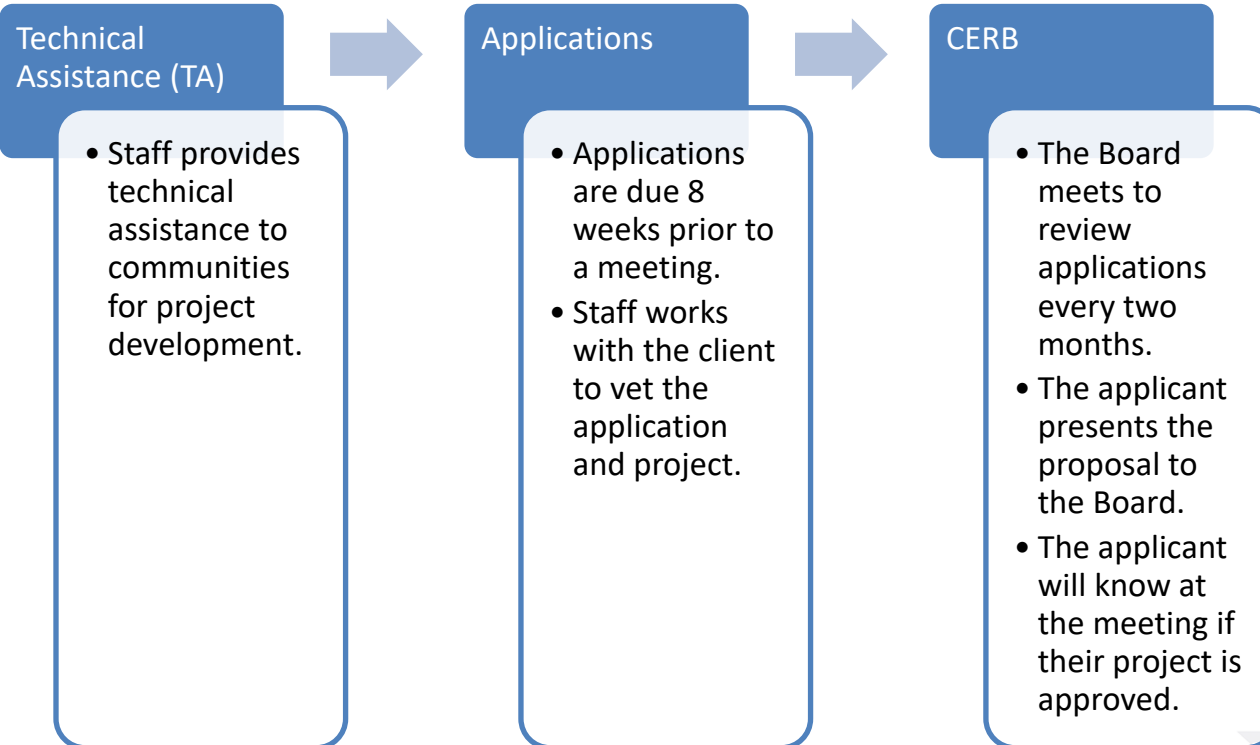 Technical
Assistance (TA)
• Staff provides
technical
assistance to
communities
for project
development.
Applications
• Applications
are due 8
weeks prior to
a meeting.
• Staff works
with the client
to vet the
application
and project.
CERB
• The Board
meets to
review
applications
every two
months.
• The applicant
presents the
proposal to
the Board.
• The applicant
will know at
the meeting if
their project is
approved.